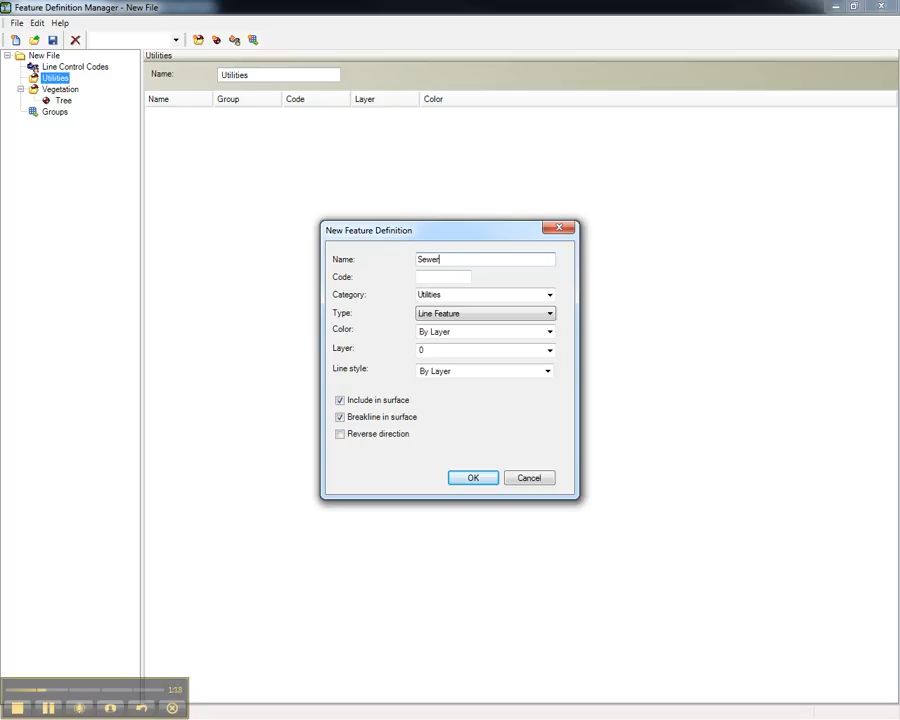 Feature Definition Manager - New File
File Edit Help
New File
Line Control Codes
Utilities
Vegetation
Tree
Groups
Utilities
Name: Utilities
Name Group Code Layer Color
New Feature Definition
Name: Sewer
Code:
Category: Utilities
Type: Line Feature
Color: By Layer
Layer: 0
Line style: By Layer
Include in surface
Breakline in surface
Reverse direction
OK Cancel
1:18